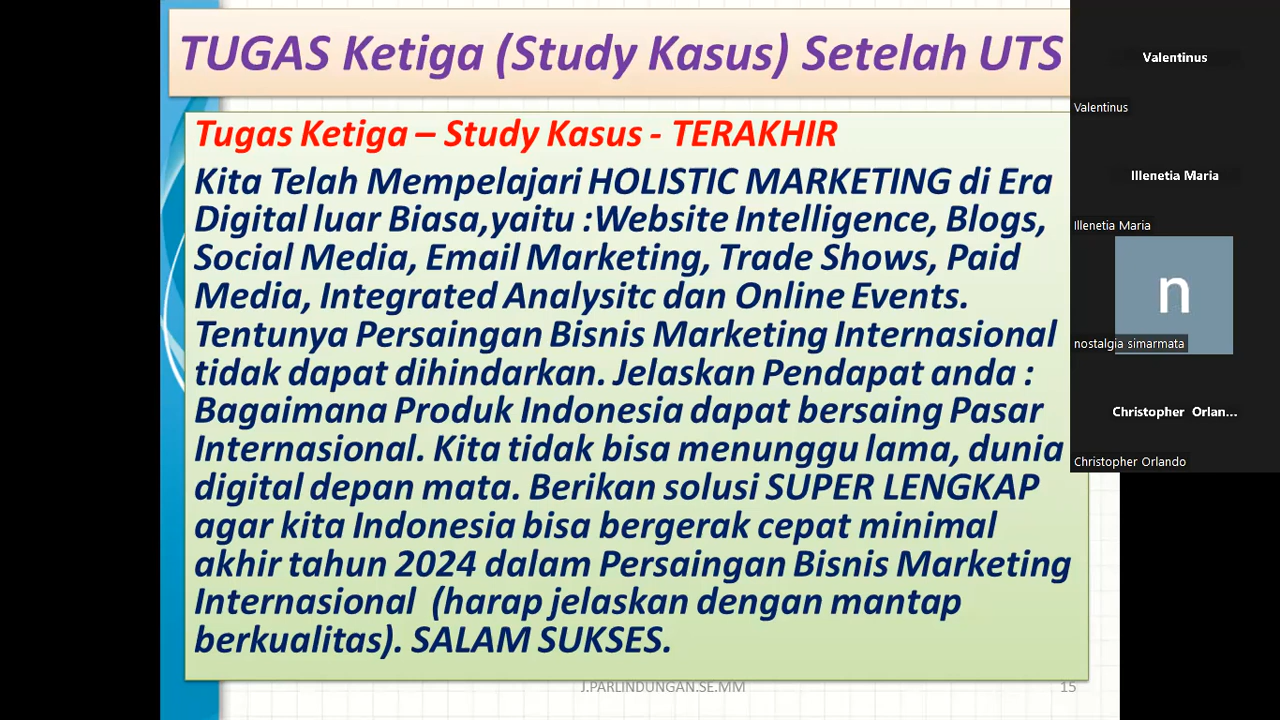 TUGAS Ketiga (Study Kasus) Setelah UTS
Tugas Ketiga – Study Kasus - TERAKHIR
Kita Telah Mempelajari HOLISTIC MARKETING di Era
Digital luar Biasa,yaitu :Website Intelligence, Blogs,
Social Media, Email Marketing, Trade Shows, Paid
Media, Integrated Analysitc dan Online Events.
Tentunya Persaingan Bisnis Marketing Internasional
tidak dapat dihindarkan. Jelaskan Pendapat anda :
Bagaimana Produk Indonesia dapat bersaing Pasar
Internasional. Kita tidak bisa menunggu lama, dunia
digital depan mata. Berikan solusi SUPER LENGKAP
agar kita Indonesia bisa bergerak cepat minimal
akhir tahun 2024 dalam Persaingan Bisnis Marketing
Internasional (harap jelaskan dengan mantap
berkualitas). SALAM SUKSES.
J.PARLINDUNGAN.SE.MM
15
Valentinus
Valentinus
Illenetia Maria
Illenetia Maria
n
nostalgia simarmata
Christopher Orlan...
Christopher Orlando